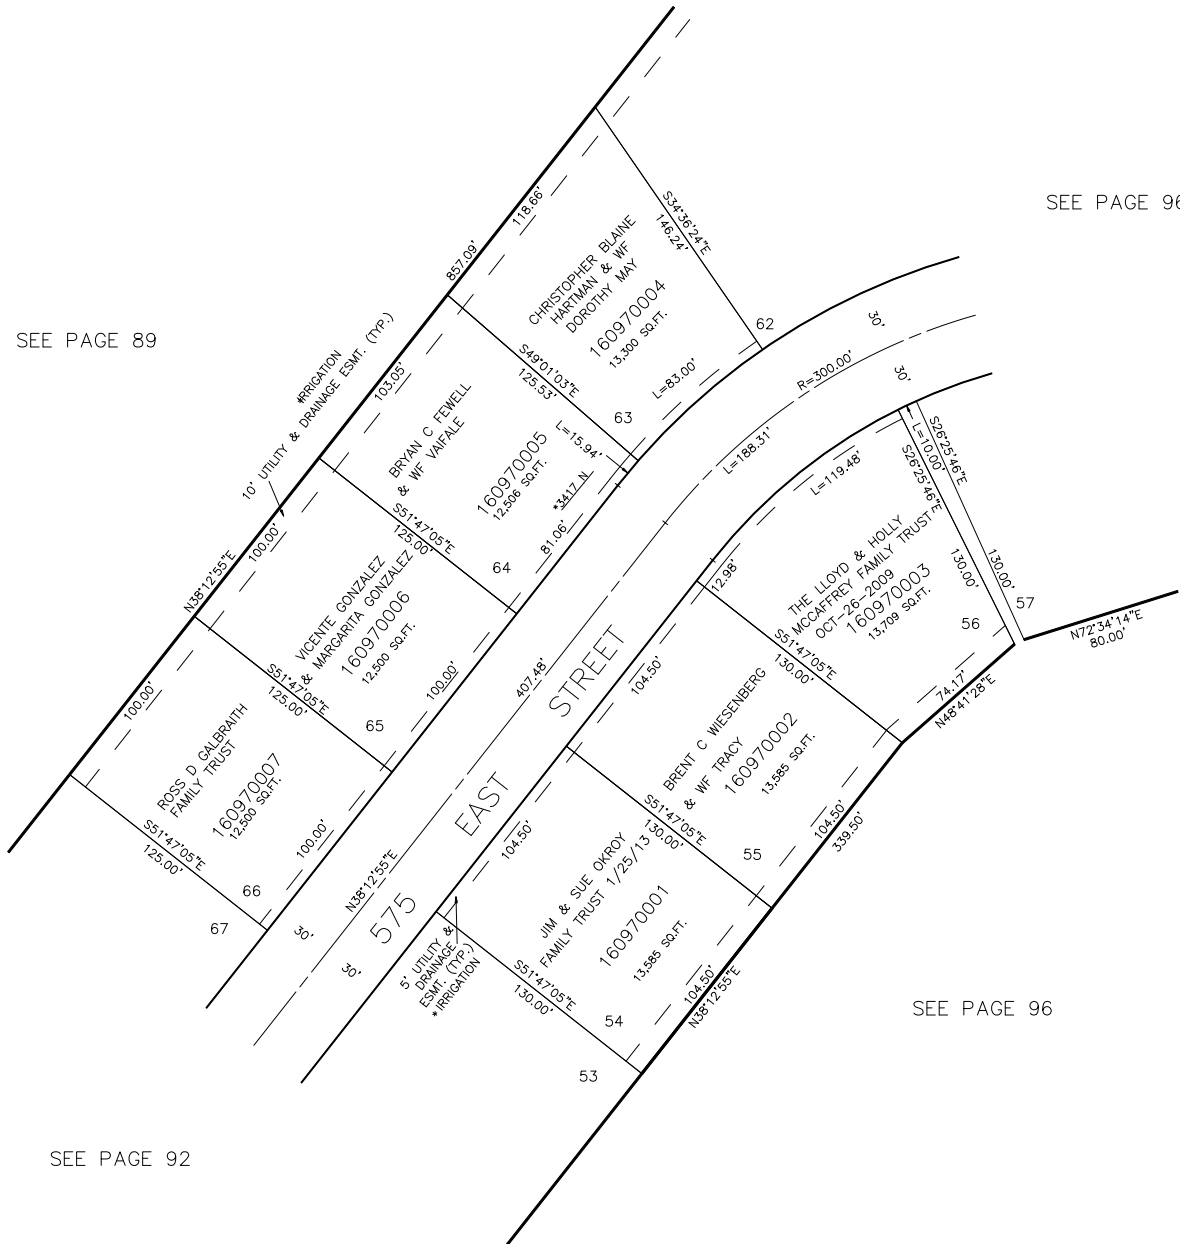 SEE PAGE 96
SEE PAGE 89
SEE PAGE 96
SEE PAGE 92
857.09'
118.66'
S34°36'24"E
146.24'
CHRISTOPHER BLAINE
HARTMAN & WF
DOROTHY MAY
160970004
13,300 SQ.FT.
62
L=83.00'
*IRRIGATION
10' UTILITY & DRAINAGE ESMT. (TYP.)
103.05'
S49°01'03"E
125.53'
63
BRYAN C FEWELL
& WF VAIFALE
160970005
12,506 SQ.FT.
L=15.94'
*3417 N
81.06'
S51°47'05"E
125.00'
64
N38°12'55"E
100.00'
VICENTE GONZALEZ
& MARGARITA GONZALEZ
160970006
12,500 SQ.FT.
100.00'
S51°47'05"E
125.00'
65
100.00'
ROSS D GALBRAITH
FAMILY TRUST
160970007
12,500 SQ.FT.
100.00'
S51°47'05"E
125.00'
66
67
30'
30'
R=300.00'
L=188.31'
407.48'
N38°12'55"E
30'
30'
575 EAST STREET
L=119.48'
L=10.00'
S26°25'46"E
S26°25'46"E
130.00'
130.00'
12.98'
THE LLOYD & HOLLY
MCCAFFREY FAMILY TRUST
OCT-26-2009
160970003
13,709 SQ.FT.
56
57
N72°34'14"E
80.00'
74.17'
N48°41'28"E
S51°47'05"E
130.00'
104.50'
BRENT C WIESENBERG
& WF TRACY
160970002
13,585 SQ.FT.
104.50'
339.50'
S51°47'05"E
130.00'
55
104.50'
JIM & SUE OKROY
FAMILY TRUST 1/25/13
160970001
13,585 SQ.FT.
104.50'
N38°12'55"E
S51°47'05"E
130.00'
54
53
5' UTILITY &
DRAINAGE
ESMT. (TYP.)
*IRRIGATION